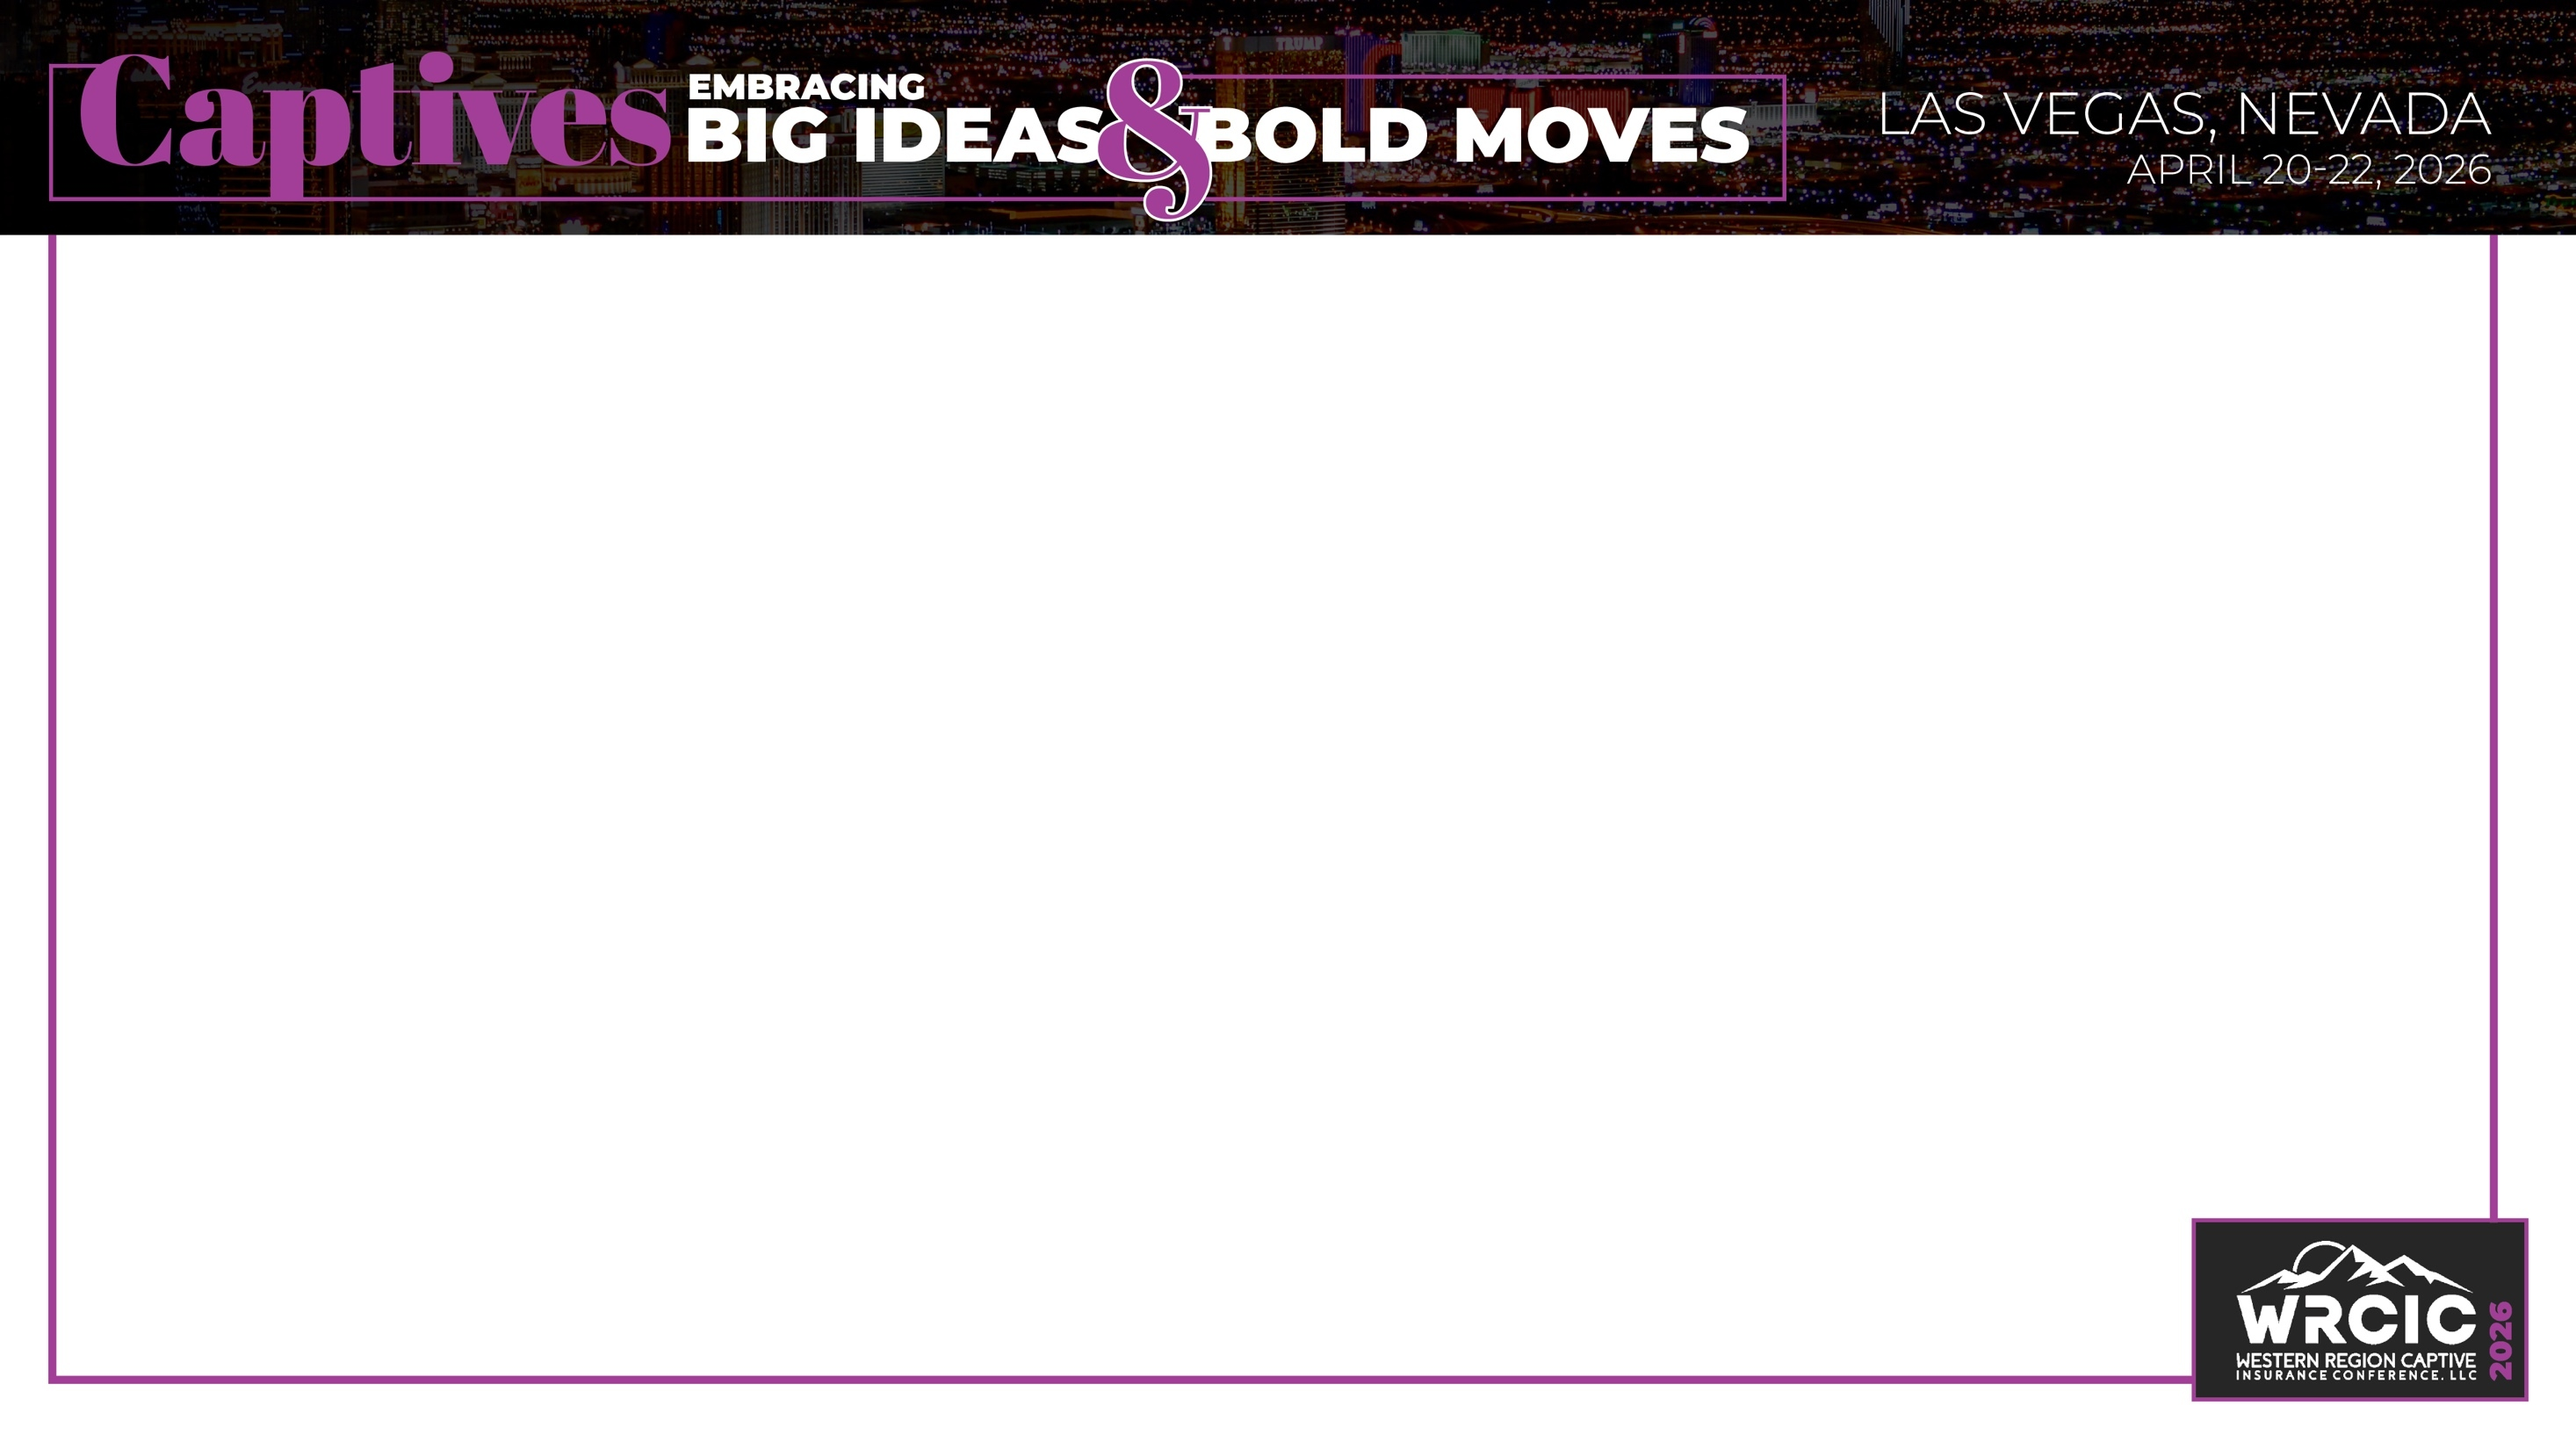 Captives
EMBRACING
BIG IDEAS & BOLD MOVES
LAS VEGAS, NEVADA
APRIL 20-22, 2026
TRUMP
WRCIC
WESTERN REGION CAPTIVE
INSURANCE CONFERENCE, LLC
2026